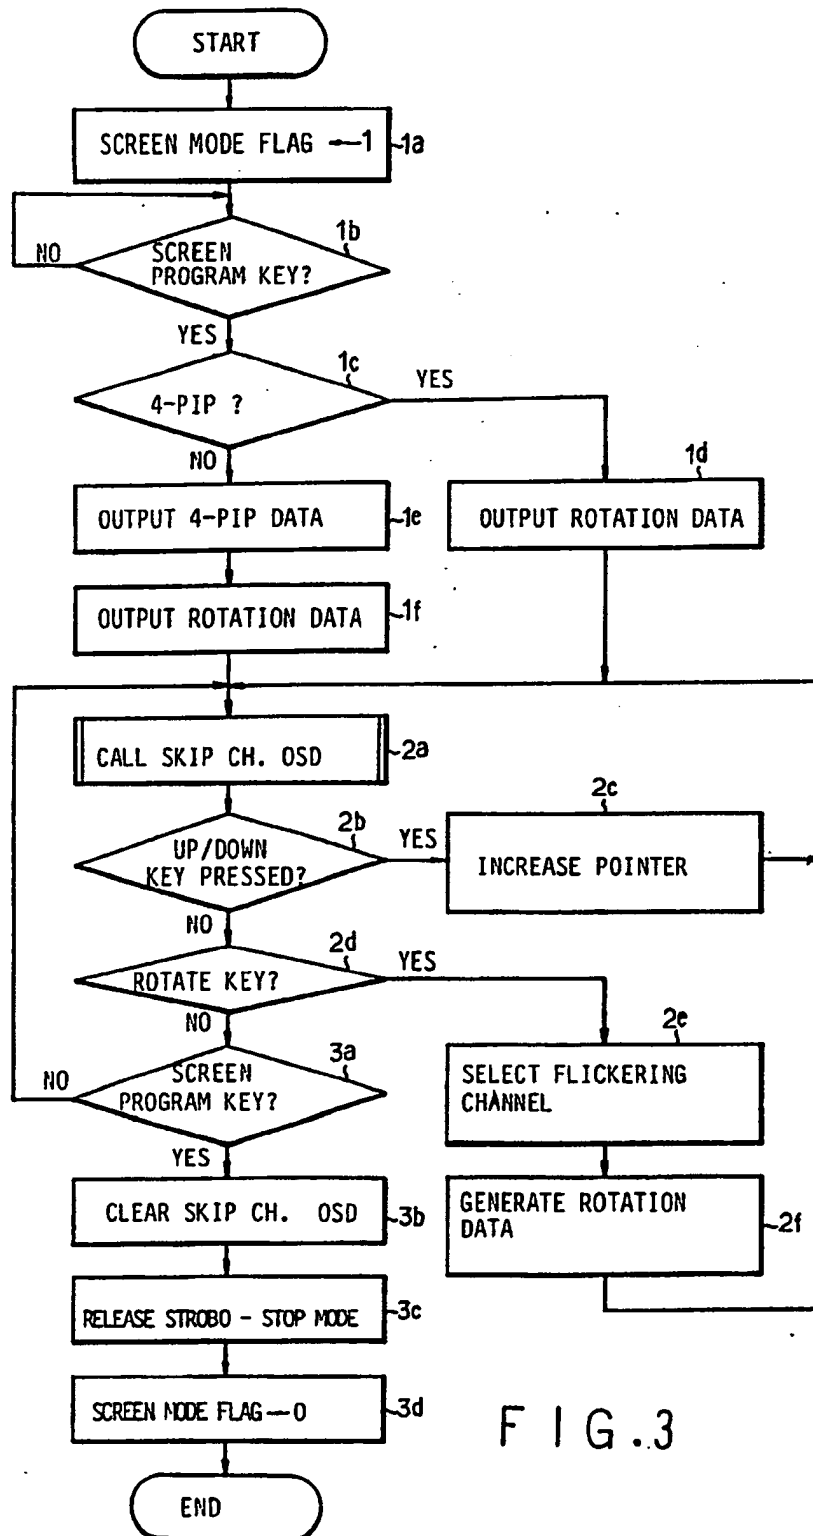 START
SCREEN MODE FLAG ←1
1a
1b
NO
SCREEN
PROGRAM KEY?
YES
1c
4-PIP ?
YES
NO
1d
OUTPUT 4-PIP DATA
1e
OUTPUT ROTATION DATA
OUTPUT ROTATION DATA
1f
CALL SKIP CH. OSD
2a
2b
UP/DOWN
KEY PRESSED?
YES
2c
INCREASE POINTER
NO
2d
ROTATE KEY?
YES
NO
2e
3a
SCREEN
PROGRAM KEY?
NO
SELECT FLICKERING
CHANNEL
YES
GENERATE ROTATION
DATA
2f
CLEAR SKIP CH. OSD
3b
RELEASE STROBO - STOP MODE
3c
SCREEN MODE FLAG←0
3d
FIG.3
END